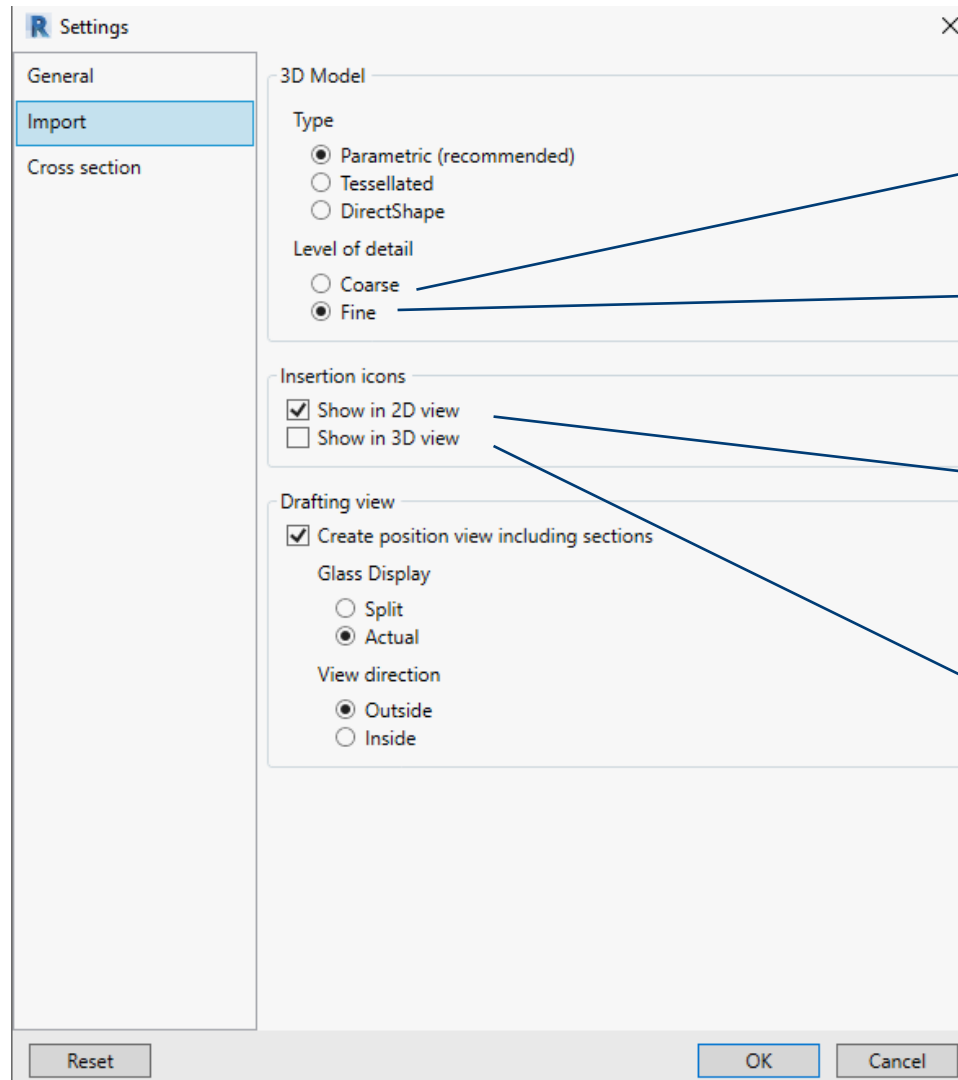 R Settings
General
Import
Cross section
3D Model
Type
Parametric (recommended)
Tessellated
DirectShape
Level of detail
Coarse
Fine
Insertion icons
Show in 2D view
Show in 3D view
Drafting view
Create position view including sections
Glass Display
Split
Actual
View direction
Outside
Inside
Reset
OK
Cancel